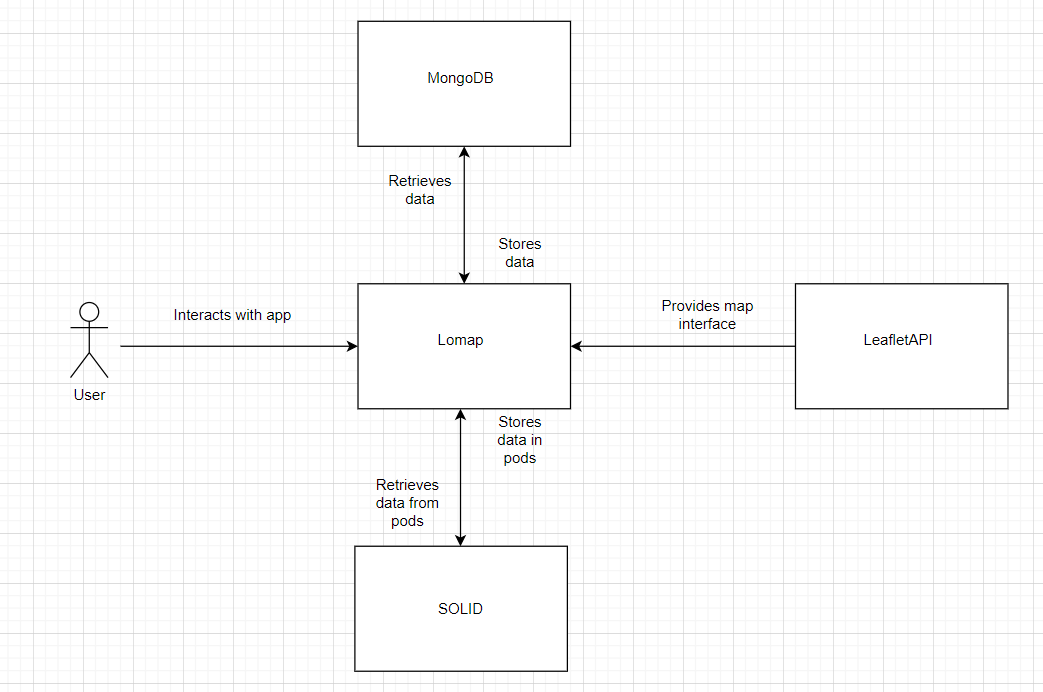 MongoDB
Retrieves
data
Stores
data
Interacts with app
User
Lomap
Provides map
interface
LeafletAPI
Stores
data in
pods
Retrieves
data from
pods
SOLID